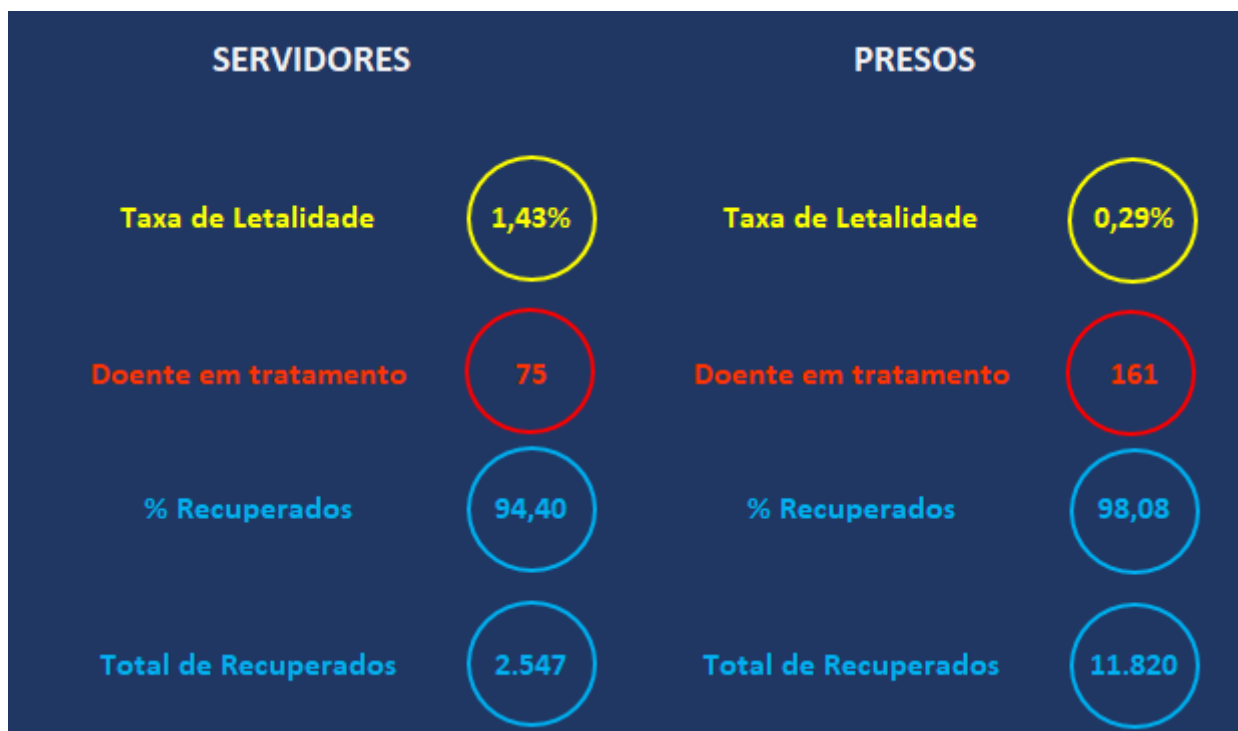 SERVIDORES
PRESOS
Taxa de Letalidade
1,43%
Taxa de Letalidade
0,29%
Doente em tratamento
75
Doente em tratamento
161
% Recuperados
94,40
% Recuperados
98,08
Total de Recuperados
2.547
Total de Recuperados
11.820